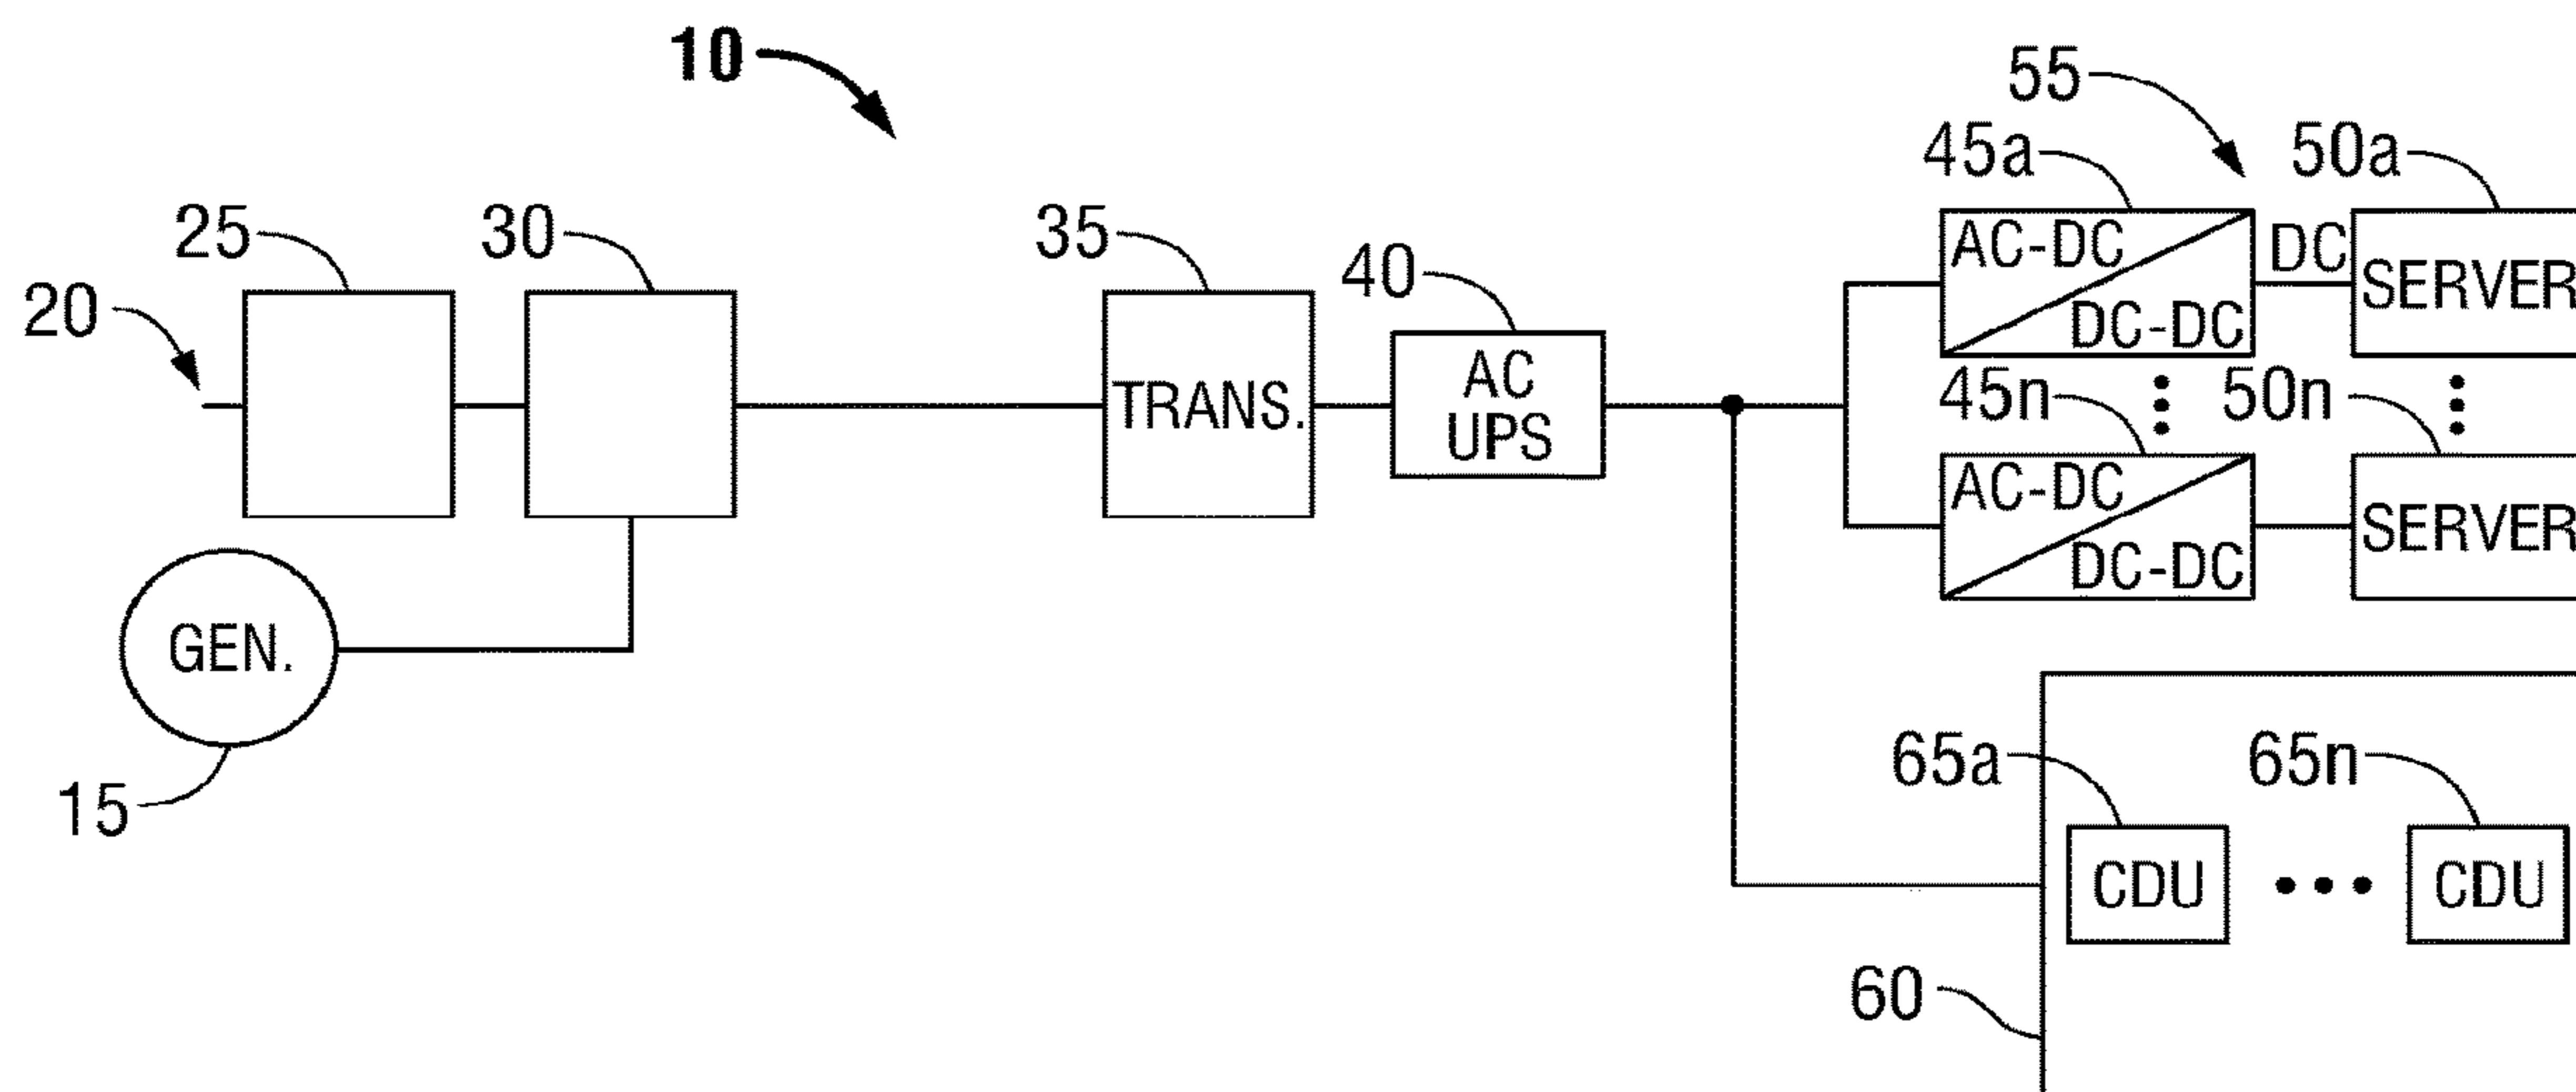 10
55
45a
50a
25
30
35
40
20
AC-DC
DC-DC
DC
SERVER
TRANS.
AC
UPS
45n
50n
AC-DC
DC-DC
SERVER
GEN.
15
65a
65n
CDU
CDU
60